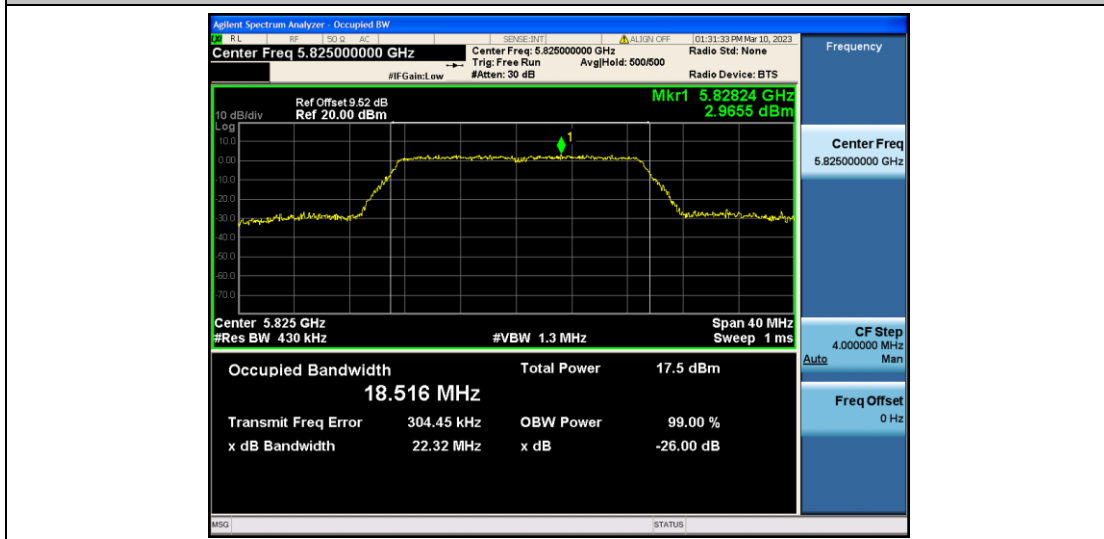 Agilent Spectrum Analyzer - Occupied BW
RL RF 50 Ω AC SENSE:INT ALIGN OFF 01:31:33 PM Mar 10, 2023
Center Freq 5.825000000 GHz
Center Freq: 5.825000000 GHz Radio Std: None
Trig: Free Run Avg|Hold: 500/500
#IFGain:Low #Atten: 30 dB Radio Device: BTS
Frequency
Mkr1 5.82824 GHz
2.9655 dBm
Ref Offset 9.52 dB
10 dB/div Ref 20.00 dBm
Log
10.0
0.00
-10.0
-20.0
-30.0
-40.0
-50.0
-60.0
-70.0
1
Center 5.825 GHz Span 40 MHz
#Res BW 430 kHz #VBW 1.3 MHz Sweep 1 ms
Center Freq
5.825000000 GHz
CF Step
4.000000 MHz
Auto Man
Freq Offset
0 Hz
Occupied Bandwidth Total Power 17.5 dBm
18.516 MHz
Transmit Freq Error 304.45 kHz OBW Power 99.00 %
x dB Bandwidth 22.32 MHz x dB -26.00 dB
MSG STATUS